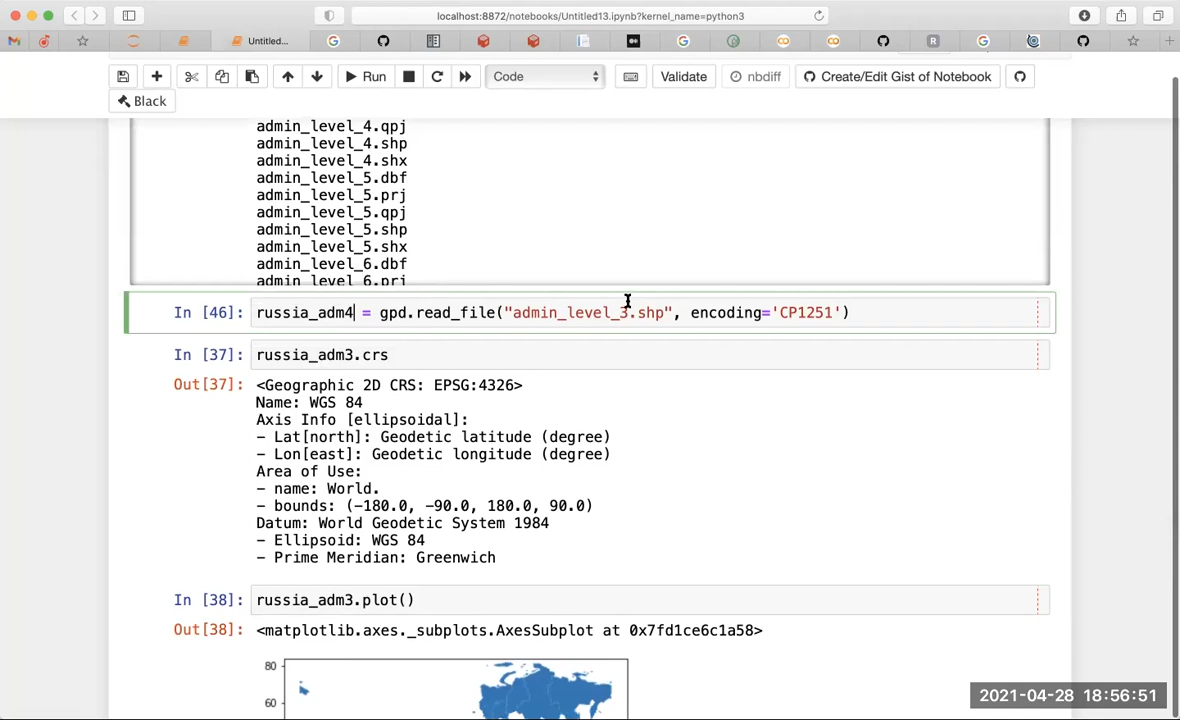 localhost:8872/notebooks/Untitled13.ipynb?kernel_name=python3
Untitled...
Run
Code
Validate
nbdiff
Create/Edit Gist of Notebook
Black
admin_level_4.qpj
admin_level_4.shp
admin_level_4.shx
admin_level_5.dbf
admin_level_5.prj
admin_level_5.qpj
admin_level_5.shp
admin_level_5.shx
admin_level_6.dbf
admin_level_6.prj
In [46]: russia_adm4 = gpd.read_file("admin_level_3.shp", encoding='CP1251')
In [37]: russia_adm3.crs
Out[37]: <Geographic 2D CRS: EPSG:4326>
Name: WGS 84
Axis Info [ellipsoidal]:
- Lat[north]: Geodetic latitude (degree)
- Lon[east]: Geodetic longitude (degree)
Area of Use:
- name: World.
- bounds: (-180.0, -90.0, 180.0, 90.0)
Datum: World Geodetic System 1984
- Ellipsoid: WGS 84
- Prime Meridian: Greenwich
In [38]: russia_adm3.plot()
Out[38]: <matplotlib.axes._subplots.AxesSubplot at 0x7fd1ce6c1a58>
80
60
2021-04-28 18:56:51